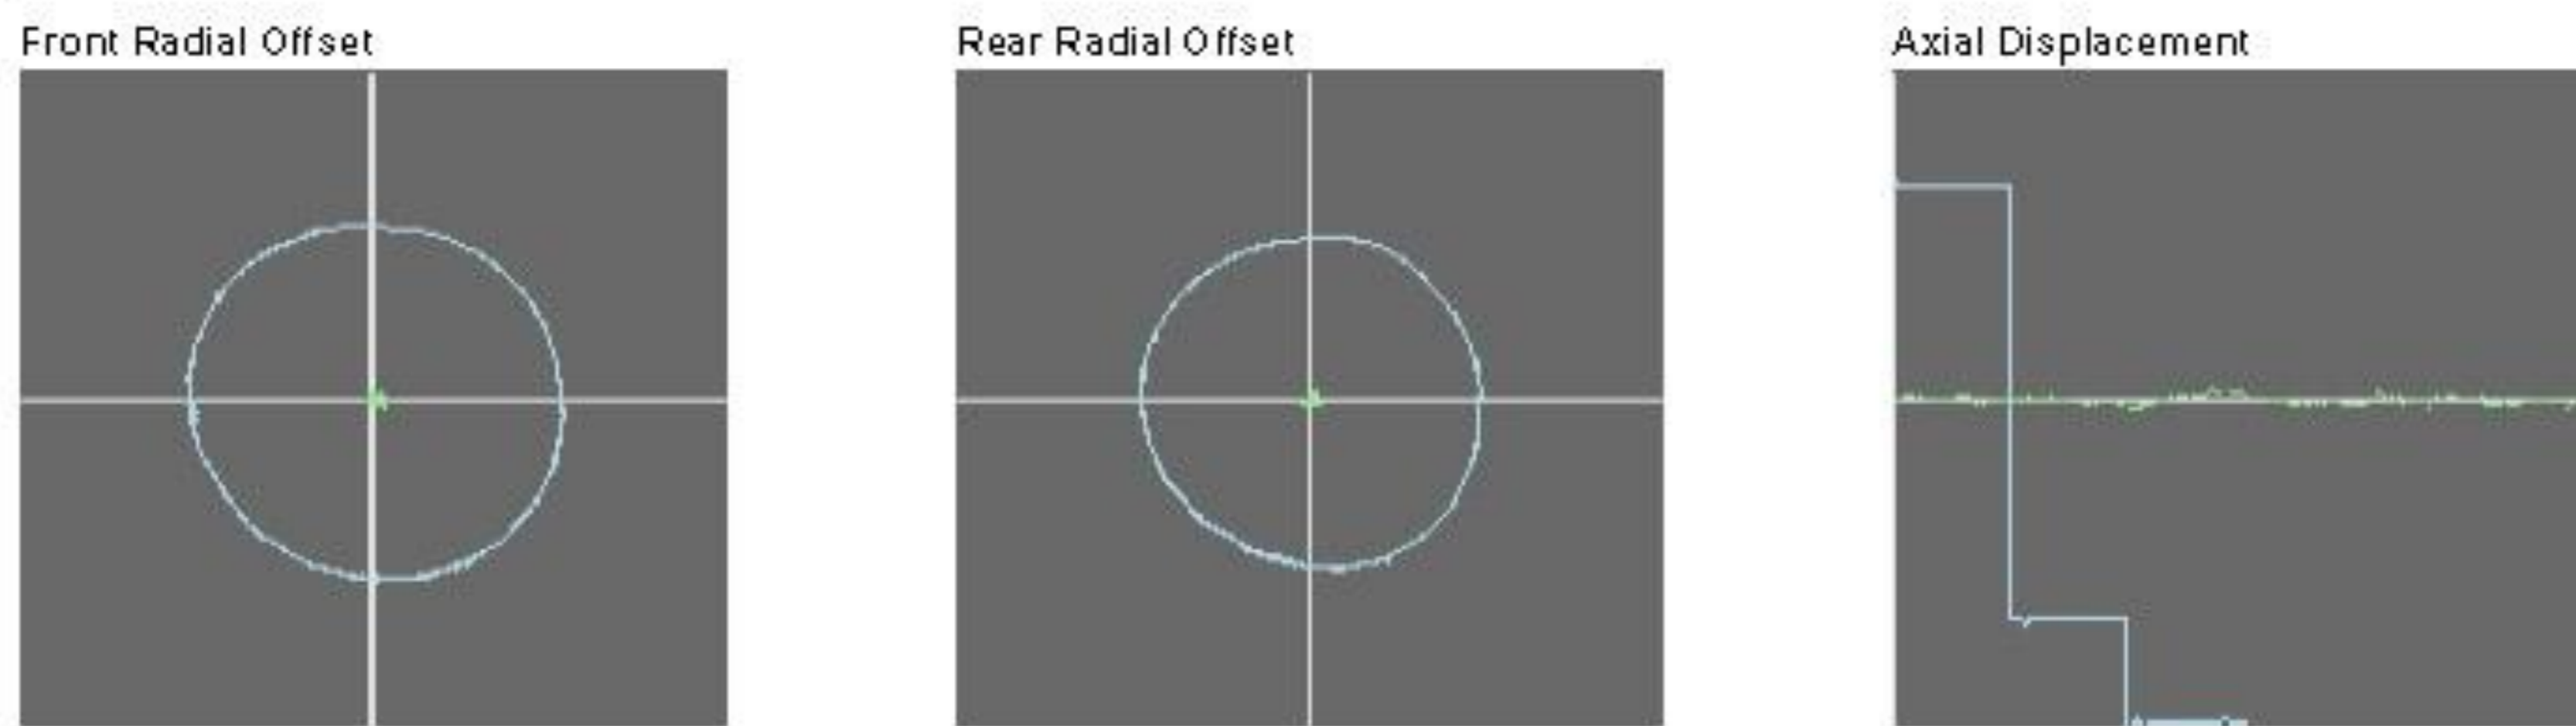 Front Radial Offset
Rear Radial Offset
Axial Displacement